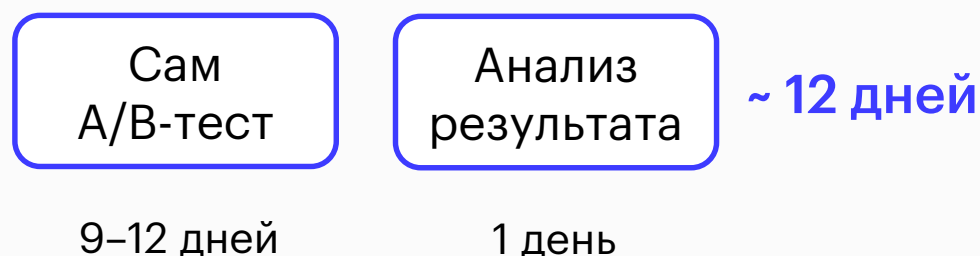 Сам
А/В-тест
Анализ
результата
~ 12 дней
9–12 дней
1 день